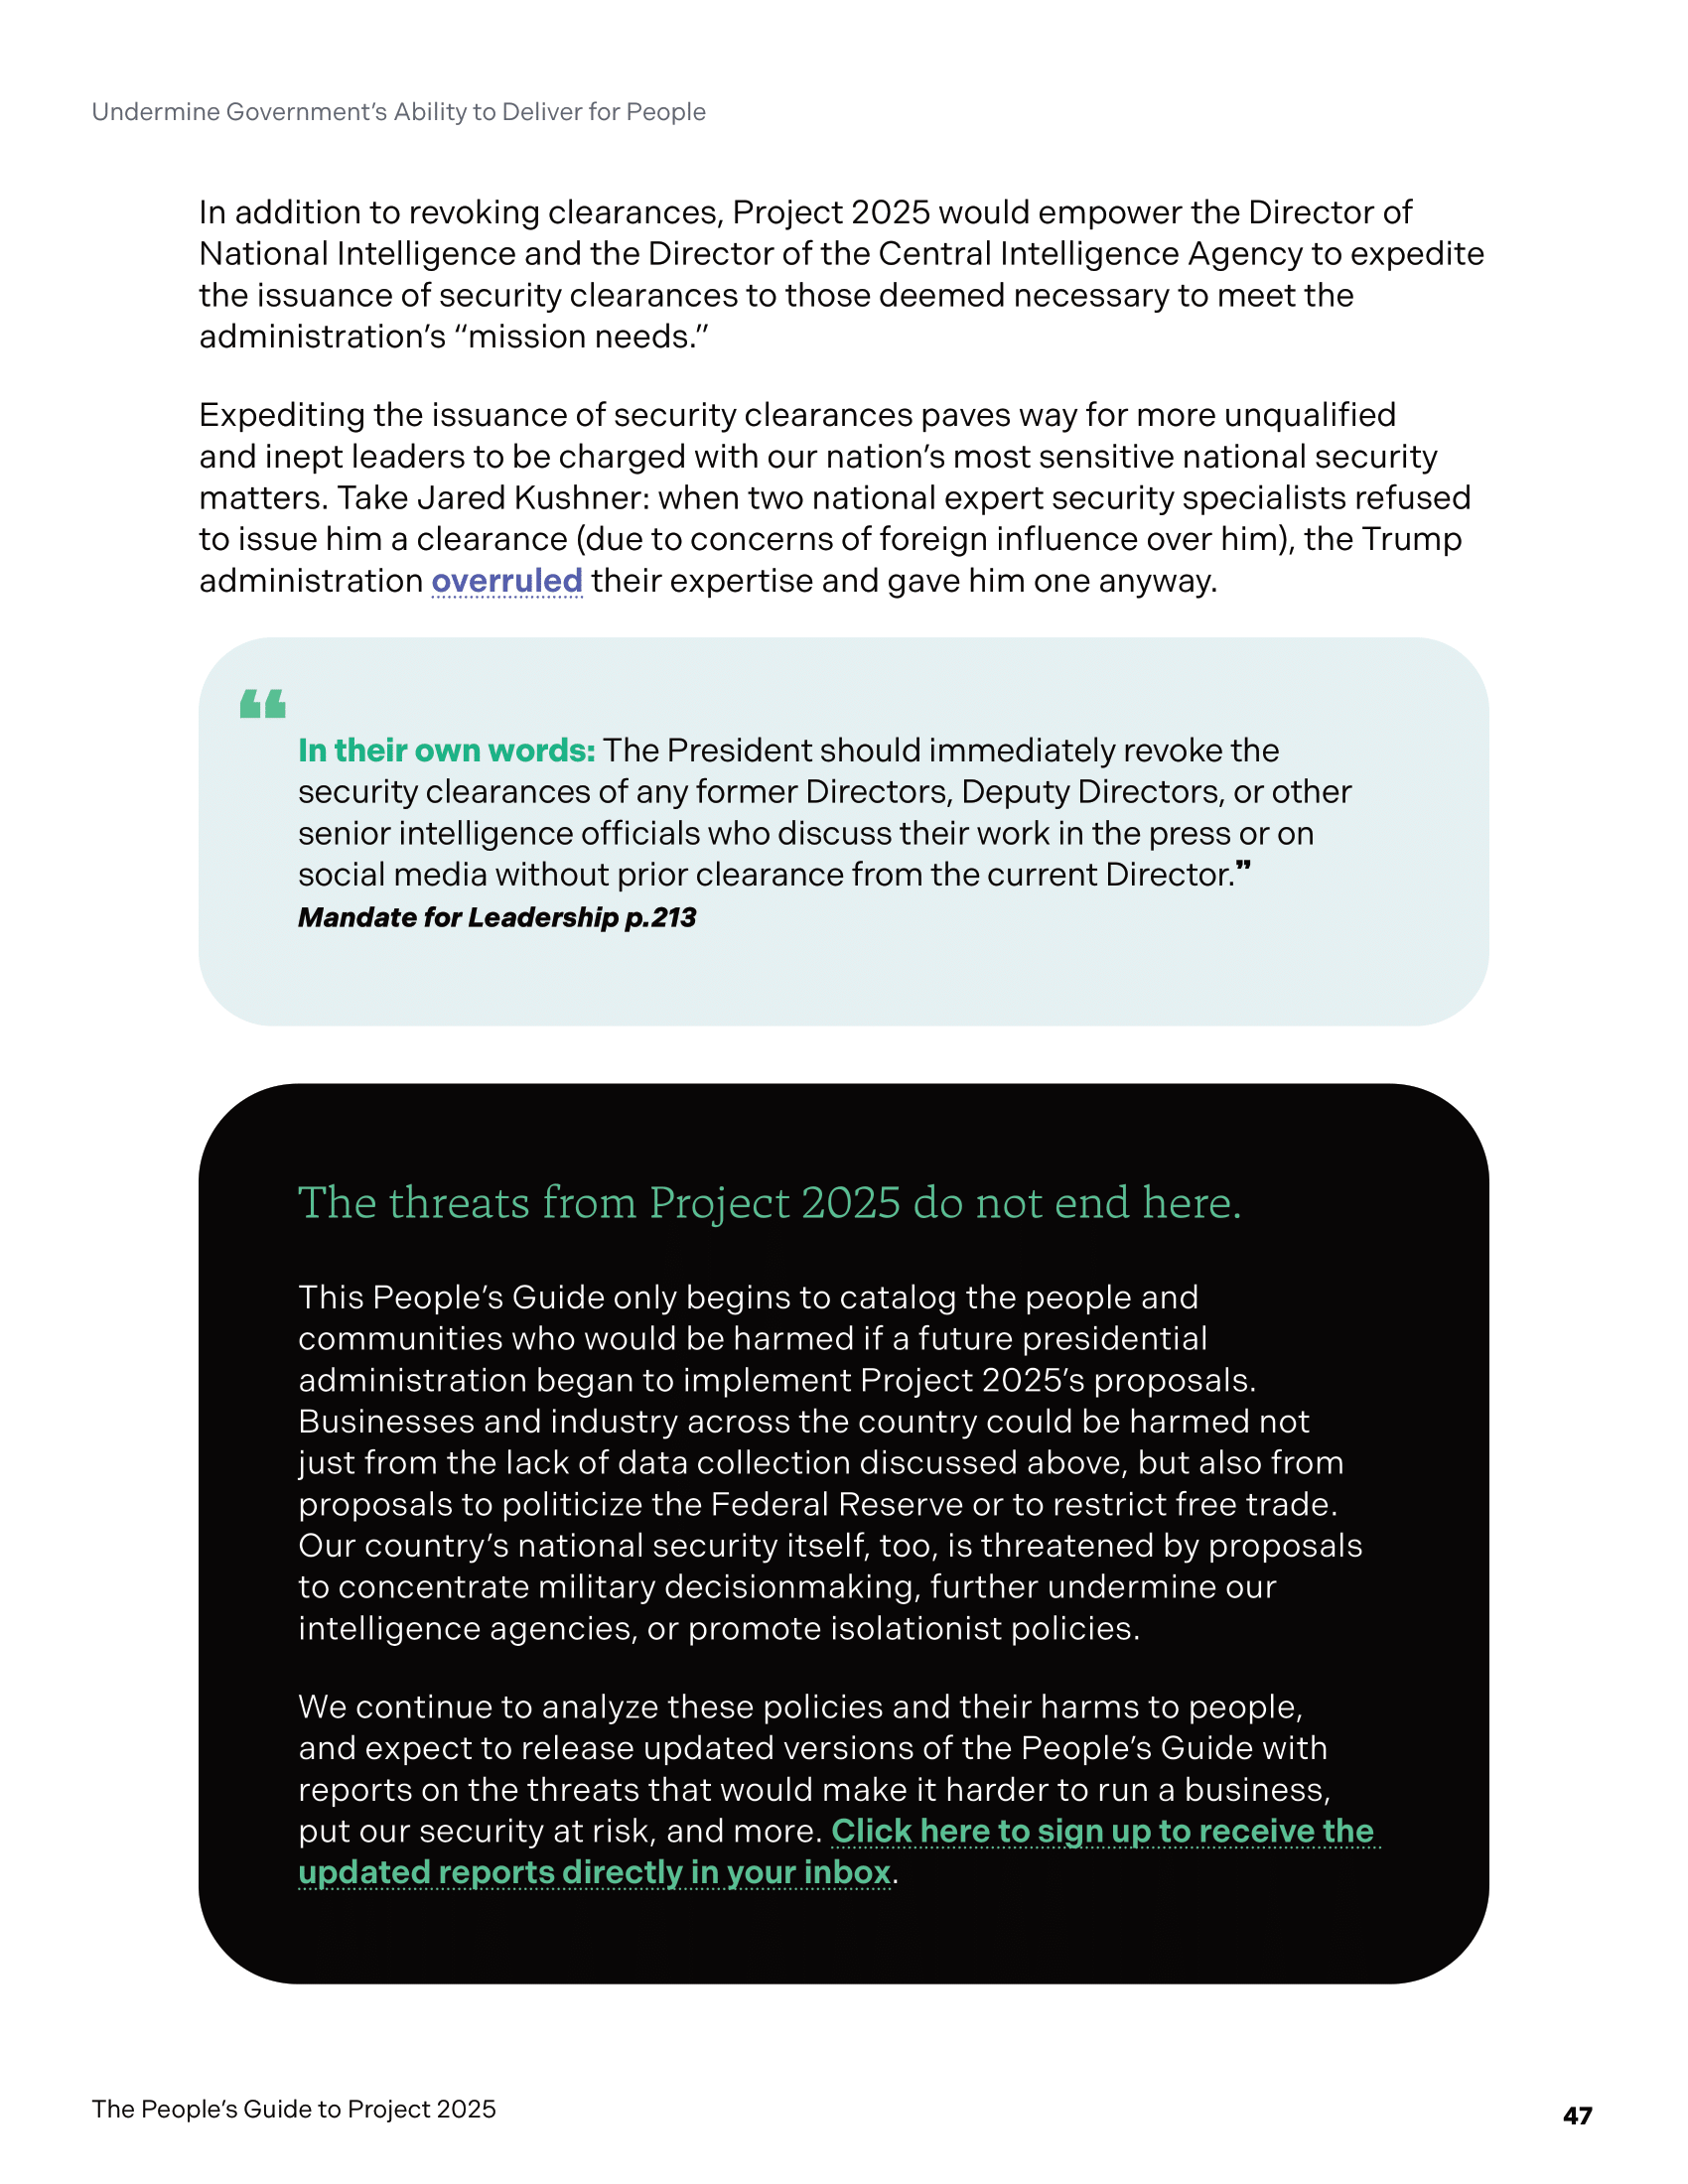 Undermine Government’s Ability to Deliver for People
In addition to revoking clearances, Project 2025 would empower the Director of
National Intelligence and the Director of the Central Intelligence Agency to expedite
the issuance of security clearances to those deemed necessary to meet the
administration’s “mission needs.”
Expediting the issuance of security clearances paves way for more unqualified
and inept leaders to be charged with our nation’s most sensitive national security
matters. Take Jared Kushner: when two national expert security specialists refused
to issue him a clearance (due to concerns of foreign influence over him), the Trump
administration overruled their expertise and gave him one anyway.
“
In their own words: The President should immediately revoke the
security clearances of any former Directors, Deputy Directors, or other
senior intelligence officials who discuss their work in the press or on
social media without prior clearance from the current Director.”
Mandate for Leadership p.213
The threats from Project 2025 do not end here.
This People’s Guide only begins to catalog the people and
communities who would be harmed if a future presidential
administration began to implement Project 2025’s proposals.
Businesses and industry across the country could be harmed not
just from the lack of data collection discussed above, but also from
proposals to politicize the Federal Reserve or to restrict free trade.
Our country’s national security itself, too, is threatened by proposals
to concentrate military decisionmaking, further undermine our
intelligence agencies, or promote isolationist policies.
We continue to analyze these policies and their harms to people,
and expect to release updated versions of the People’s Guide with
reports on the threats that would make it harder to run a business,
put our security at risk, and more. Click here to sign up to receive the
updated reports directly in your inbox.
The People’s Guide to Project 2025
47